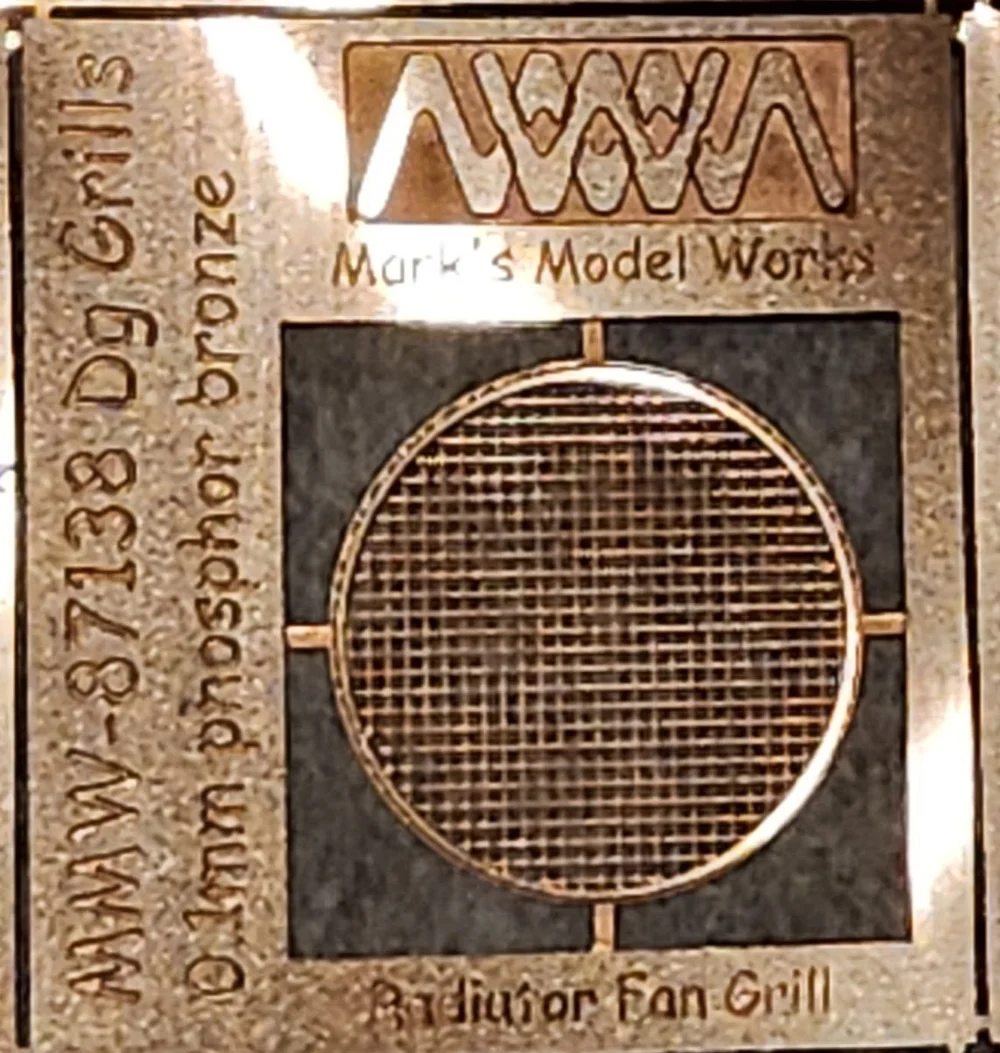 MMW
Mark's Model Works
MMW-87138 Dg Grills
0.1mm phosphor bronze
Radiator Fan Grill